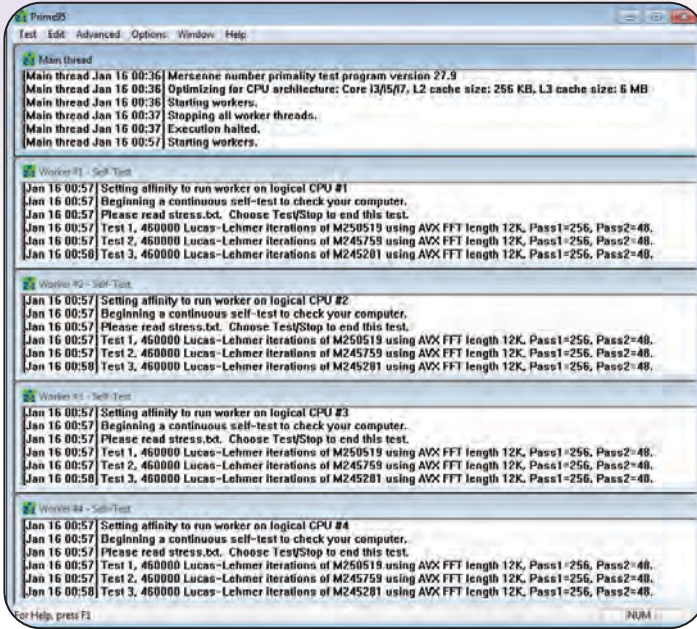 Prime95
Test Edit Advanced Options Window Help
Main thread
[Main thread Jan 16 00:36] Mersenne number primality test program version 27.9
[Main thread Jan 16 00:36] Optimizing for CPU architecture: Core i3/i5/i7, L2 cache size: 256 KB, L3 cache size: 6 MB
[Main thread Jan 16 00:36] Starting workers.
[Main thread Jan 16 00:37] Stopping all worker threads.
[Main thread Jan 16 00:37] Execution halted.
[Main thread Jan 16 00:57] Starting workers.
Worker #1 - Self-Test
[Jan 16 00:57] Setting affinity to run worker on logical CPU #1
[Jan 16 00:57] Beginning a continuous self-test to check your computer.
[Jan 16 00:57] Please read stress.txt. Choose Test/Stop to end this test.
[Jan 16 00:57] Test 1, 460000 Lucas-Lehmer iterations of M250519 using AVX FFT length 12K, Pass1=256, Pass2=48.
[Jan 16 00:57] Test 2, 460000 Lucas-Lehmer iterations of M245759 using AVX FFT length 12K, Pass1=256, Pass2=48.
[Jan 16 00:58] Test 3, 460000 Lucas-Lehmer iterations of M245281 using AVX FFT length 12K, Pass1=256, Pass2=48.
Worker #2 - Self-Test
[Jan 16 00:57] Setting affinity to run worker on logical CPU #2
[Jan 16 00:57] Beginning a continuous self-test to check your computer.
[Jan 16 00:57] Please read stress.txt. Choose Test/Stop to end this test.
[Jan 16 00:57] Test 1, 460000 Lucas-Lehmer iterations of M250519 using AVX FFT length 12K, Pass1=256, Pass2=48.
[Jan 16 00:57] Test 2, 460000 Lucas-Lehmer iterations of M245759 using AVX FFT length 12K, Pass1=256, Pass2=48.
[Jan 16 00:58] Test 3, 460000 Lucas-Lehmer iterations of M245281 using AVX FFT length 12K, Pass1=256, Pass2=48.
Worker #3 - Self-Test
[Jan 16 00:57] Setting affinity to run worker on logical CPU #3
[Jan 16 00:57] Beginning a continuous self-test to check your computer.
[Jan 16 00:57] Please read stress.txt. Choose Test/Stop to end this test.
[Jan 16 00:57] Test 1, 460000 Lucas-Lehmer iterations of M250519 using AVX FFT length 12K, Pass1=256, Pass2=48.
[Jan 16 00:57] Test 2, 460000 Lucas-Lehmer iterations of M245759 using AVX FFT length 12K, Pass1=256, Pass2=48.
[Jan 16 00:58] Test 3, 460000 Lucas-Lehmer iterations of M245281 using AVX FFT length 12K, Pass1=256, Pass2=48.
Worker #4 - Self-Test
[Jan 16 00:57] Setting affinity to run worker on logical CPU #4
[Jan 16 00:57] Beginning a continuous self-test to check your computer.
[Jan 16 00:57] Please read stress.txt. Choose Test/Stop to end this test.
[Jan 16 00:57] Test 1, 460000 Lucas-Lehmer iterations of M250519 using AVX FFT length 12K, Pass1=256, Pass2=48.
[Jan 16 00:57] Test 2, 460000 Lucas-Lehmer iterations of M245759 using AVX FFT length 12K, Pass1=256, Pass2=48.
[Jan 16 00:58] Test 3, 460000 Lucas-Lehmer iterations of M245281 using AVX FFT length 12K, Pass1=256, Pass2=48.
For Help, press F1
NUM